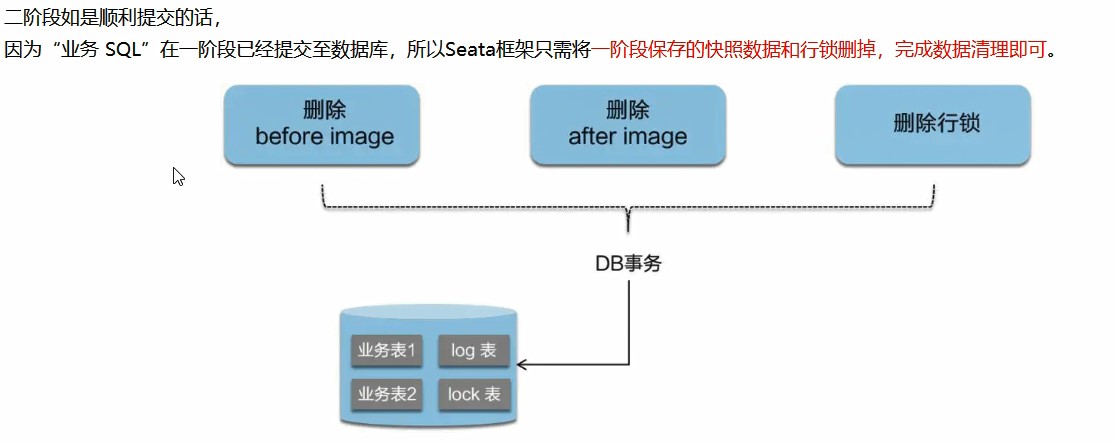 二阶段如是顺利提交的话，
因为“业务 SQL”在一阶段已经提交至数据库，所以Seata框架只需将一阶段保存的快照数据和行锁删掉，完成数据清理即可。
删除
before image
删除
after image
删除行锁
DB事务
业务表1
log 表
业务表2
lock 表